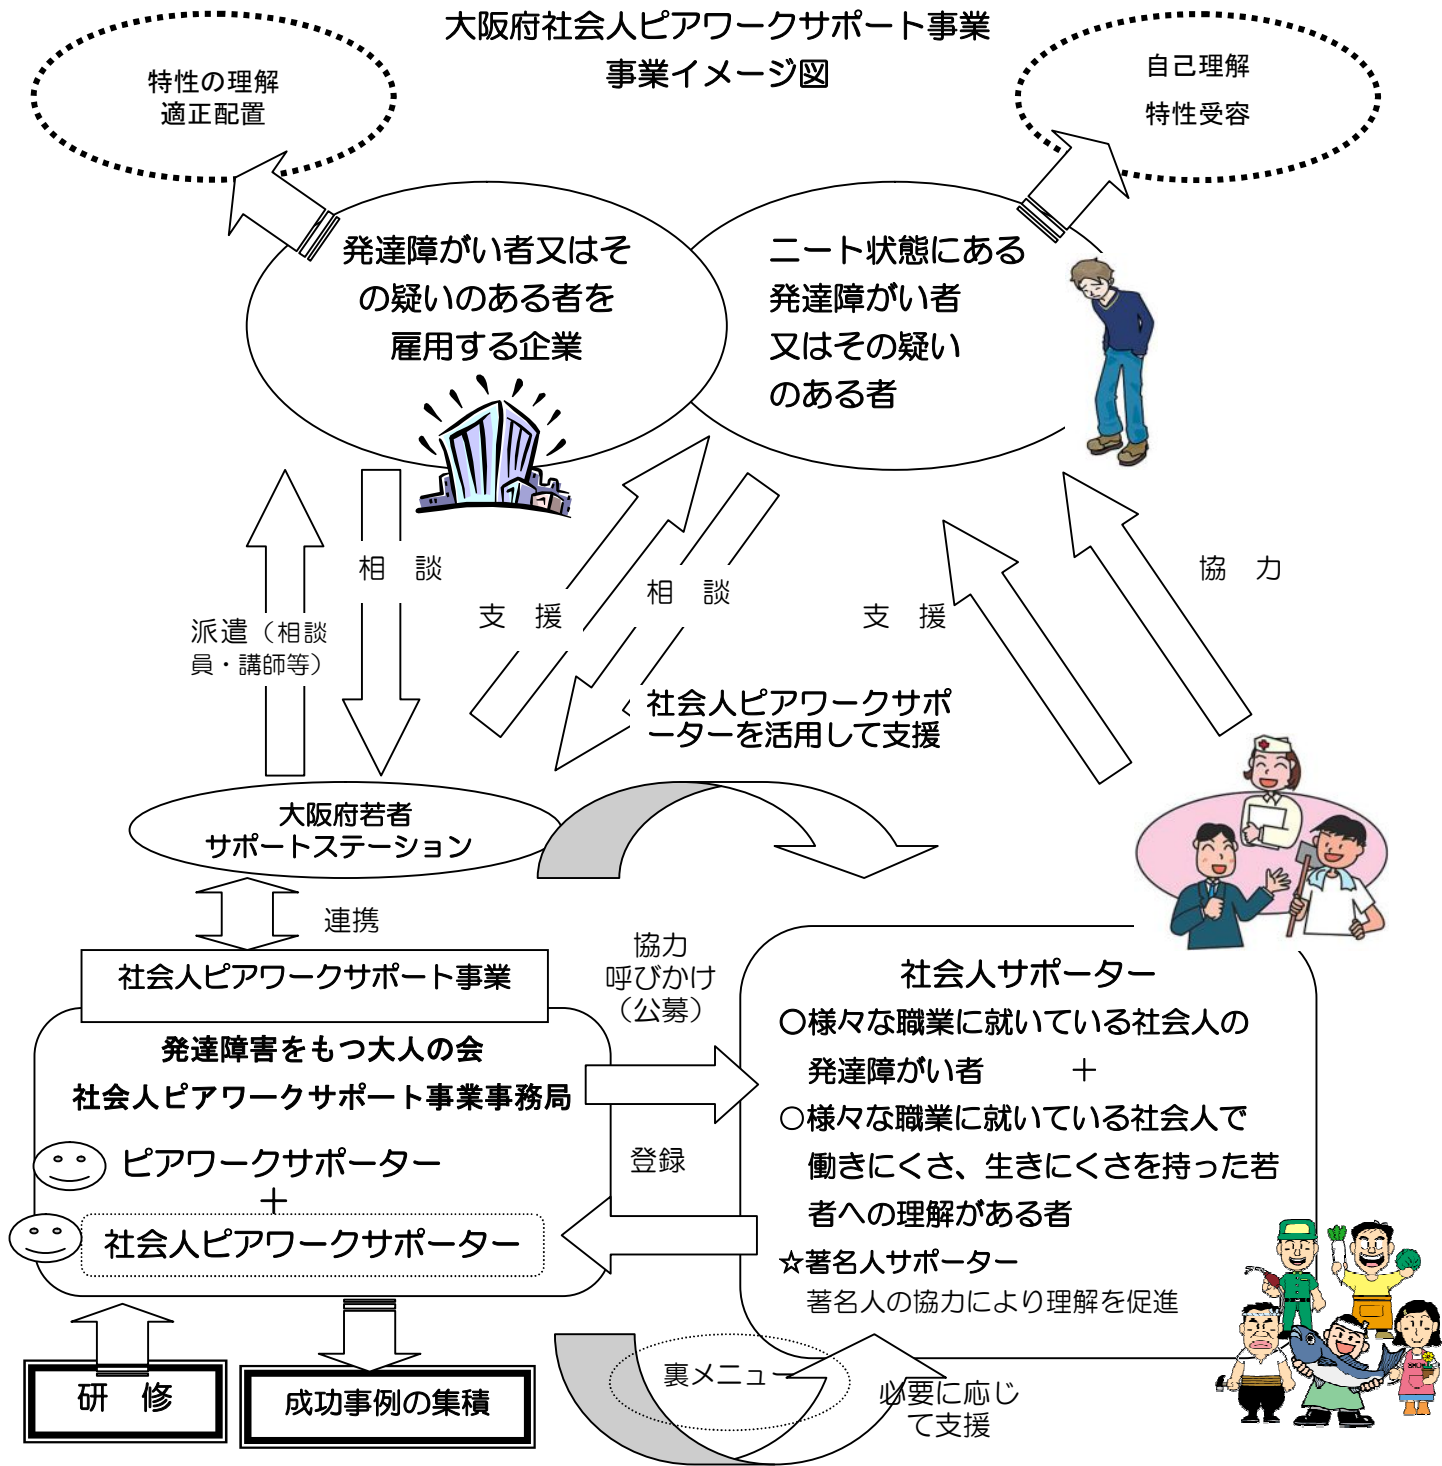 大阪府社会人ピアワークサポート事業
事業イメージ図
特性の理解
適正配置
自己理解
特性受容
発達障がい者又はそ
の疑いのある者を
雇用する企業
ニート状態にある
発達障がい者
又はその疑い
のある者
相　談
派遣（相談
員・講師等）
支　援
相　談
支　援
協　力
社会人ピアワークサポ
ーターを活用して支援
大阪府若者
サポートステーション
連携
社会人ピアワークサポート事業
発達障害をもつ大人の会
社会人ピアワークサポート事業事務局
ピアワークサポーター
＋
社会人ピアワークサポーター
協力
呼びかけ
（公募）
登録
社会人サポーター
〇様々な職業に就いている社会人の
発達障がい者　　　＋
○様々な職業に就いている社会人で
働きにくさ、生きにくさを持った若
者への理解がある者
☆著名人サポーター
著名人の協力により理解を促進
研　修
成功事例の集積
裏メニュー
必要に応じ
て支援